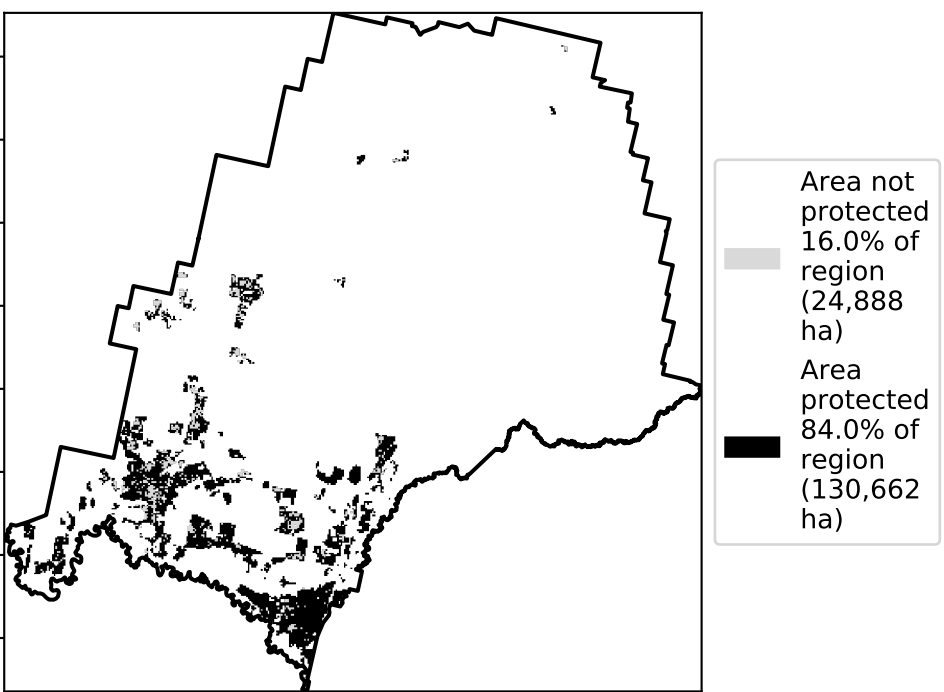 Area not
protected
16.0% of
region
(24,888
ha)
Area
protected
84.0% of
region
(130,662
ha)